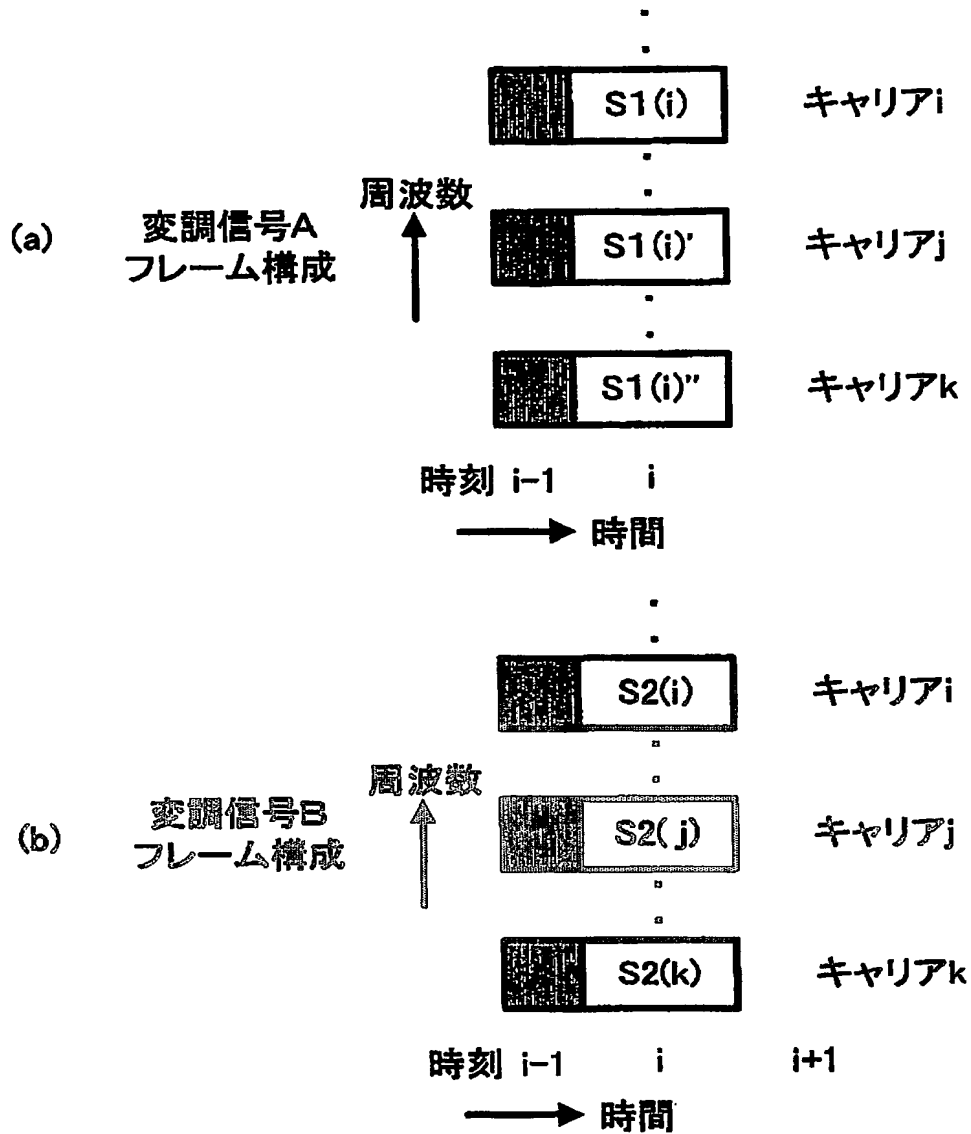 S1(i) キャリアi
周波数
(a) 変調信号A
フレーム構成
S1(i)' キャリアj
S1(i)'' キャリアk
時刻 i-1 i
時間
S2(i) キャリアi
周波数
(b) 変調信号B
フレーム構成
S2(j) キャリアj
S2(k) キャリアk
時刻 i-1 i i+1
時間